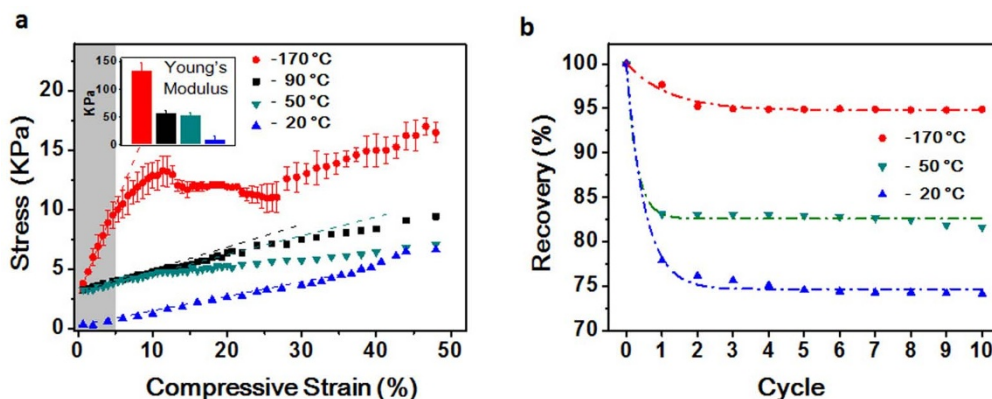 a
Stress (KPa)
20
15
10
5
0
0
10
20
30
40
50
Compressive Strain (%)
KPa
150
100
50
0
Young's
Modulus
-170 °C
- 90 °C
- 50 °C
- 20 °C
b
Recovery (%)
100
95
90
85
80
75
70
0 1 2 3 4 5 6 7 8 9 10
Cycle
-170 °C
- 50 °C
- 20 °C